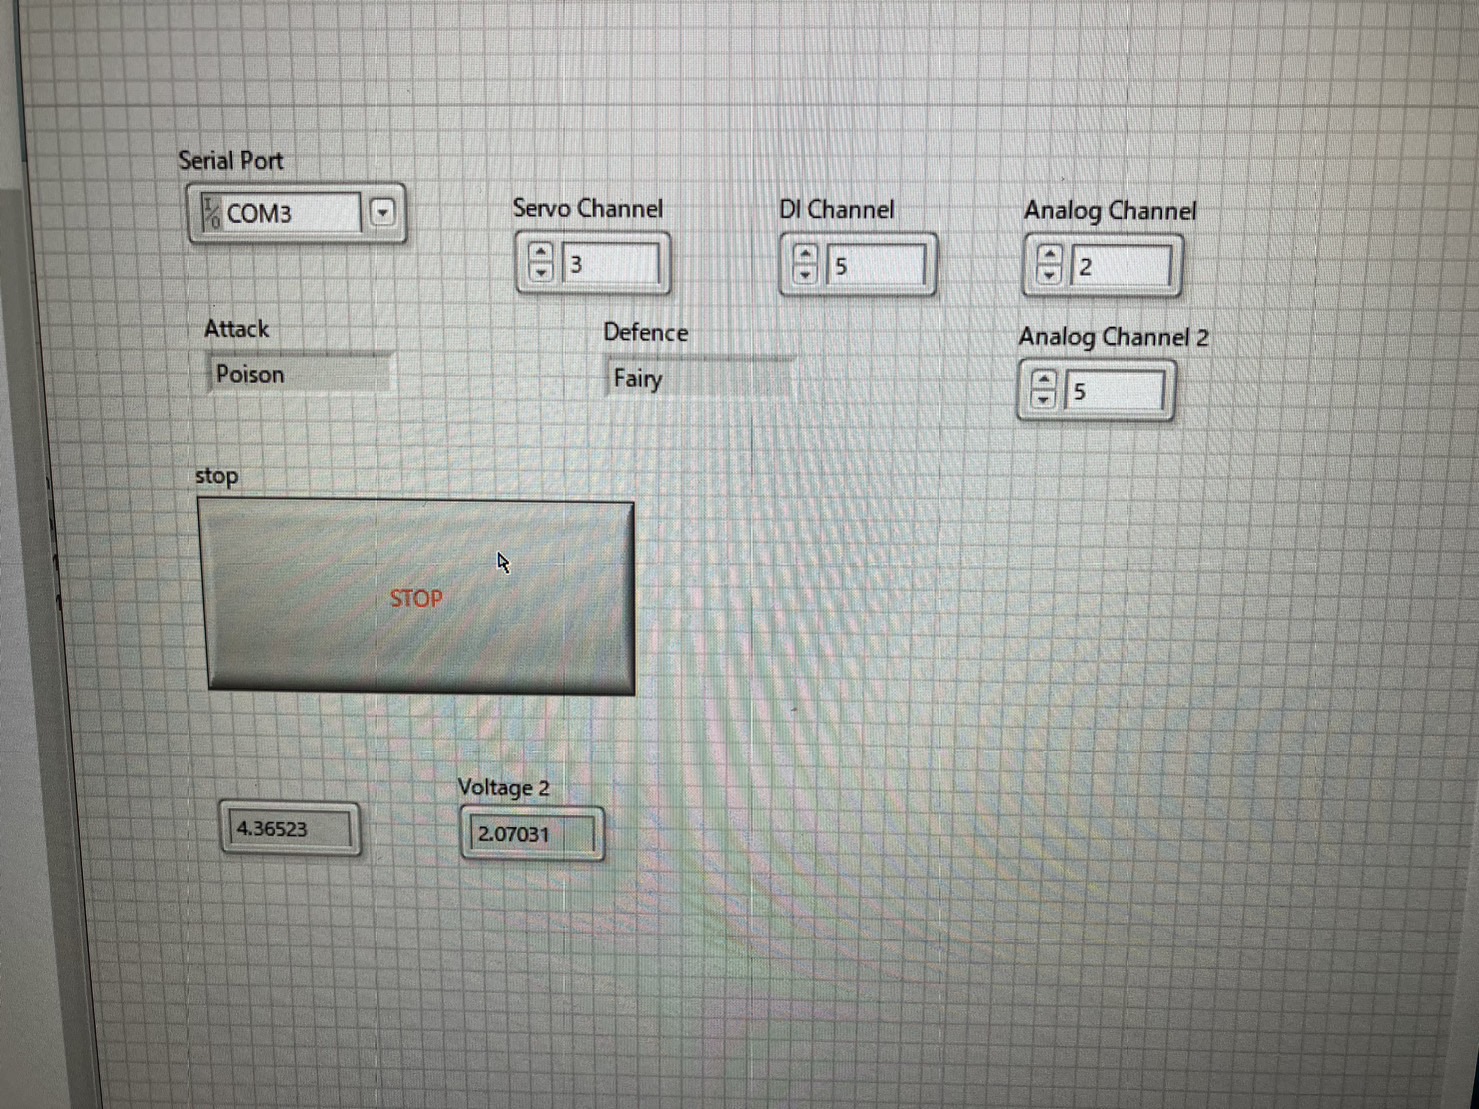 Serial Port
I/O COM3
Servo Channel
3
DI Channel
5
Analog Channel
2
Attack
Poison
Defence
Fairy
Analog Channel 2
5
stop
STOP
4.36523
Voltage 2
2.07031